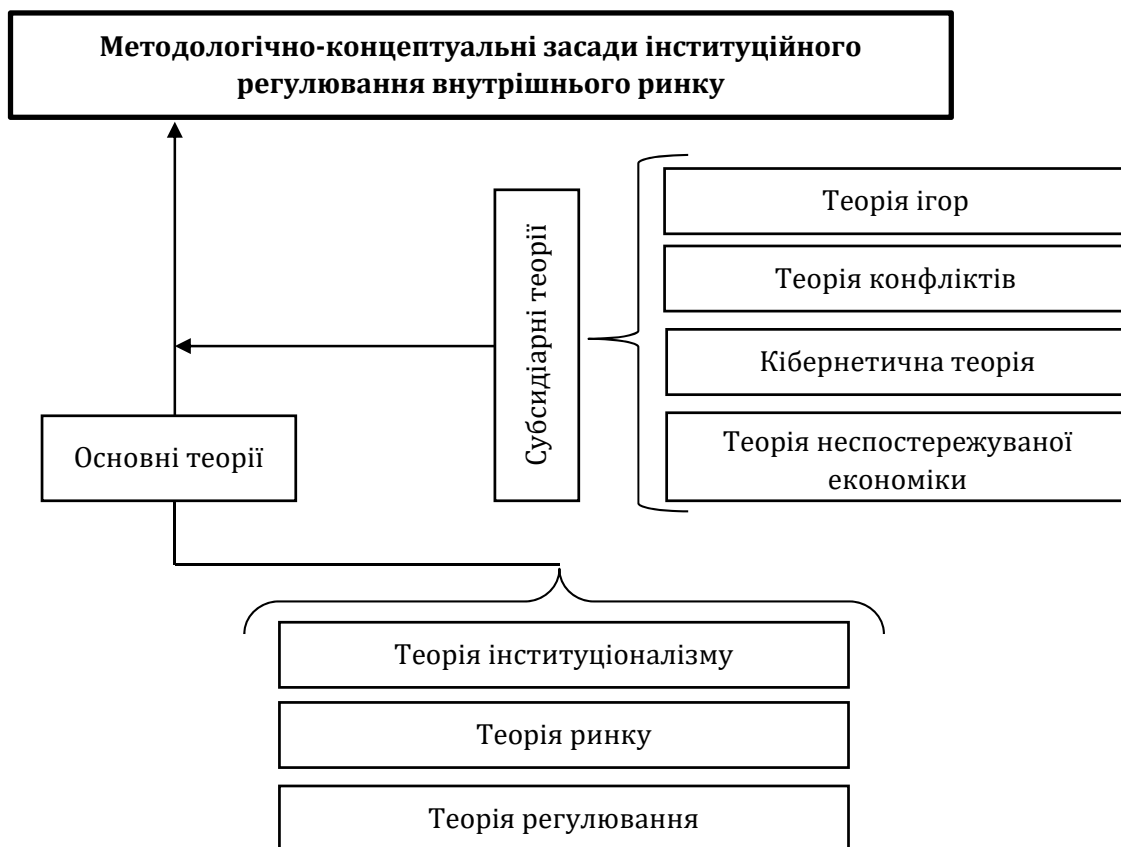 Методологічно-концептуальні засади інституційного
регулювання внутрішнього ринку
Субсидіарні теорії
Теорія ігор
Теорія конфліктів
Кібернетична теорія
Теорія неспостережуваної
економіки
Основні теорії
Теорія інституціоналізму
Теорія ринку
Теорія регулювання